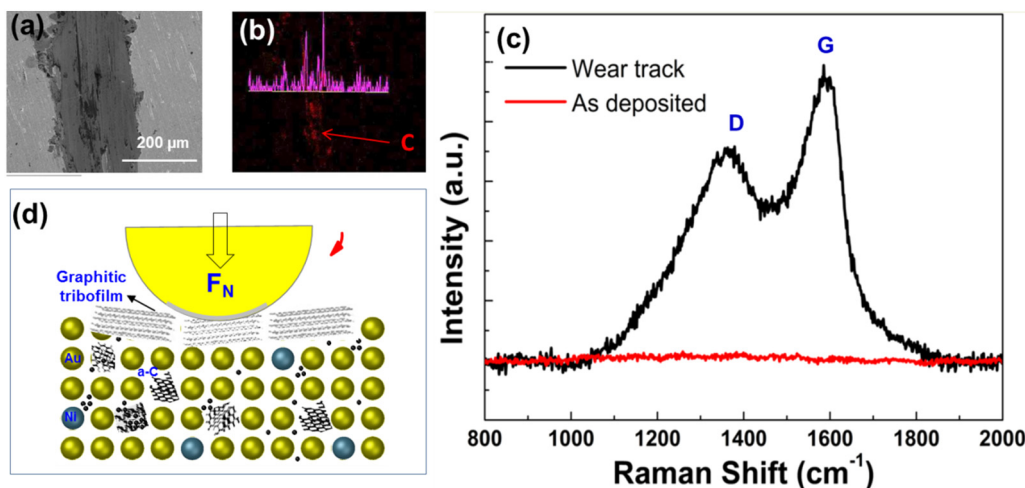 (a)
200 µm
(b)
C
(c)
Wear track
As deposited
D
G
Intensity (a.u.)
800 1000 1200 1400 1600 1800 2000
Raman Shift (cm⁻¹)
(d)
F_N
Graphitic
tribofilm
Au
a-C
Ni